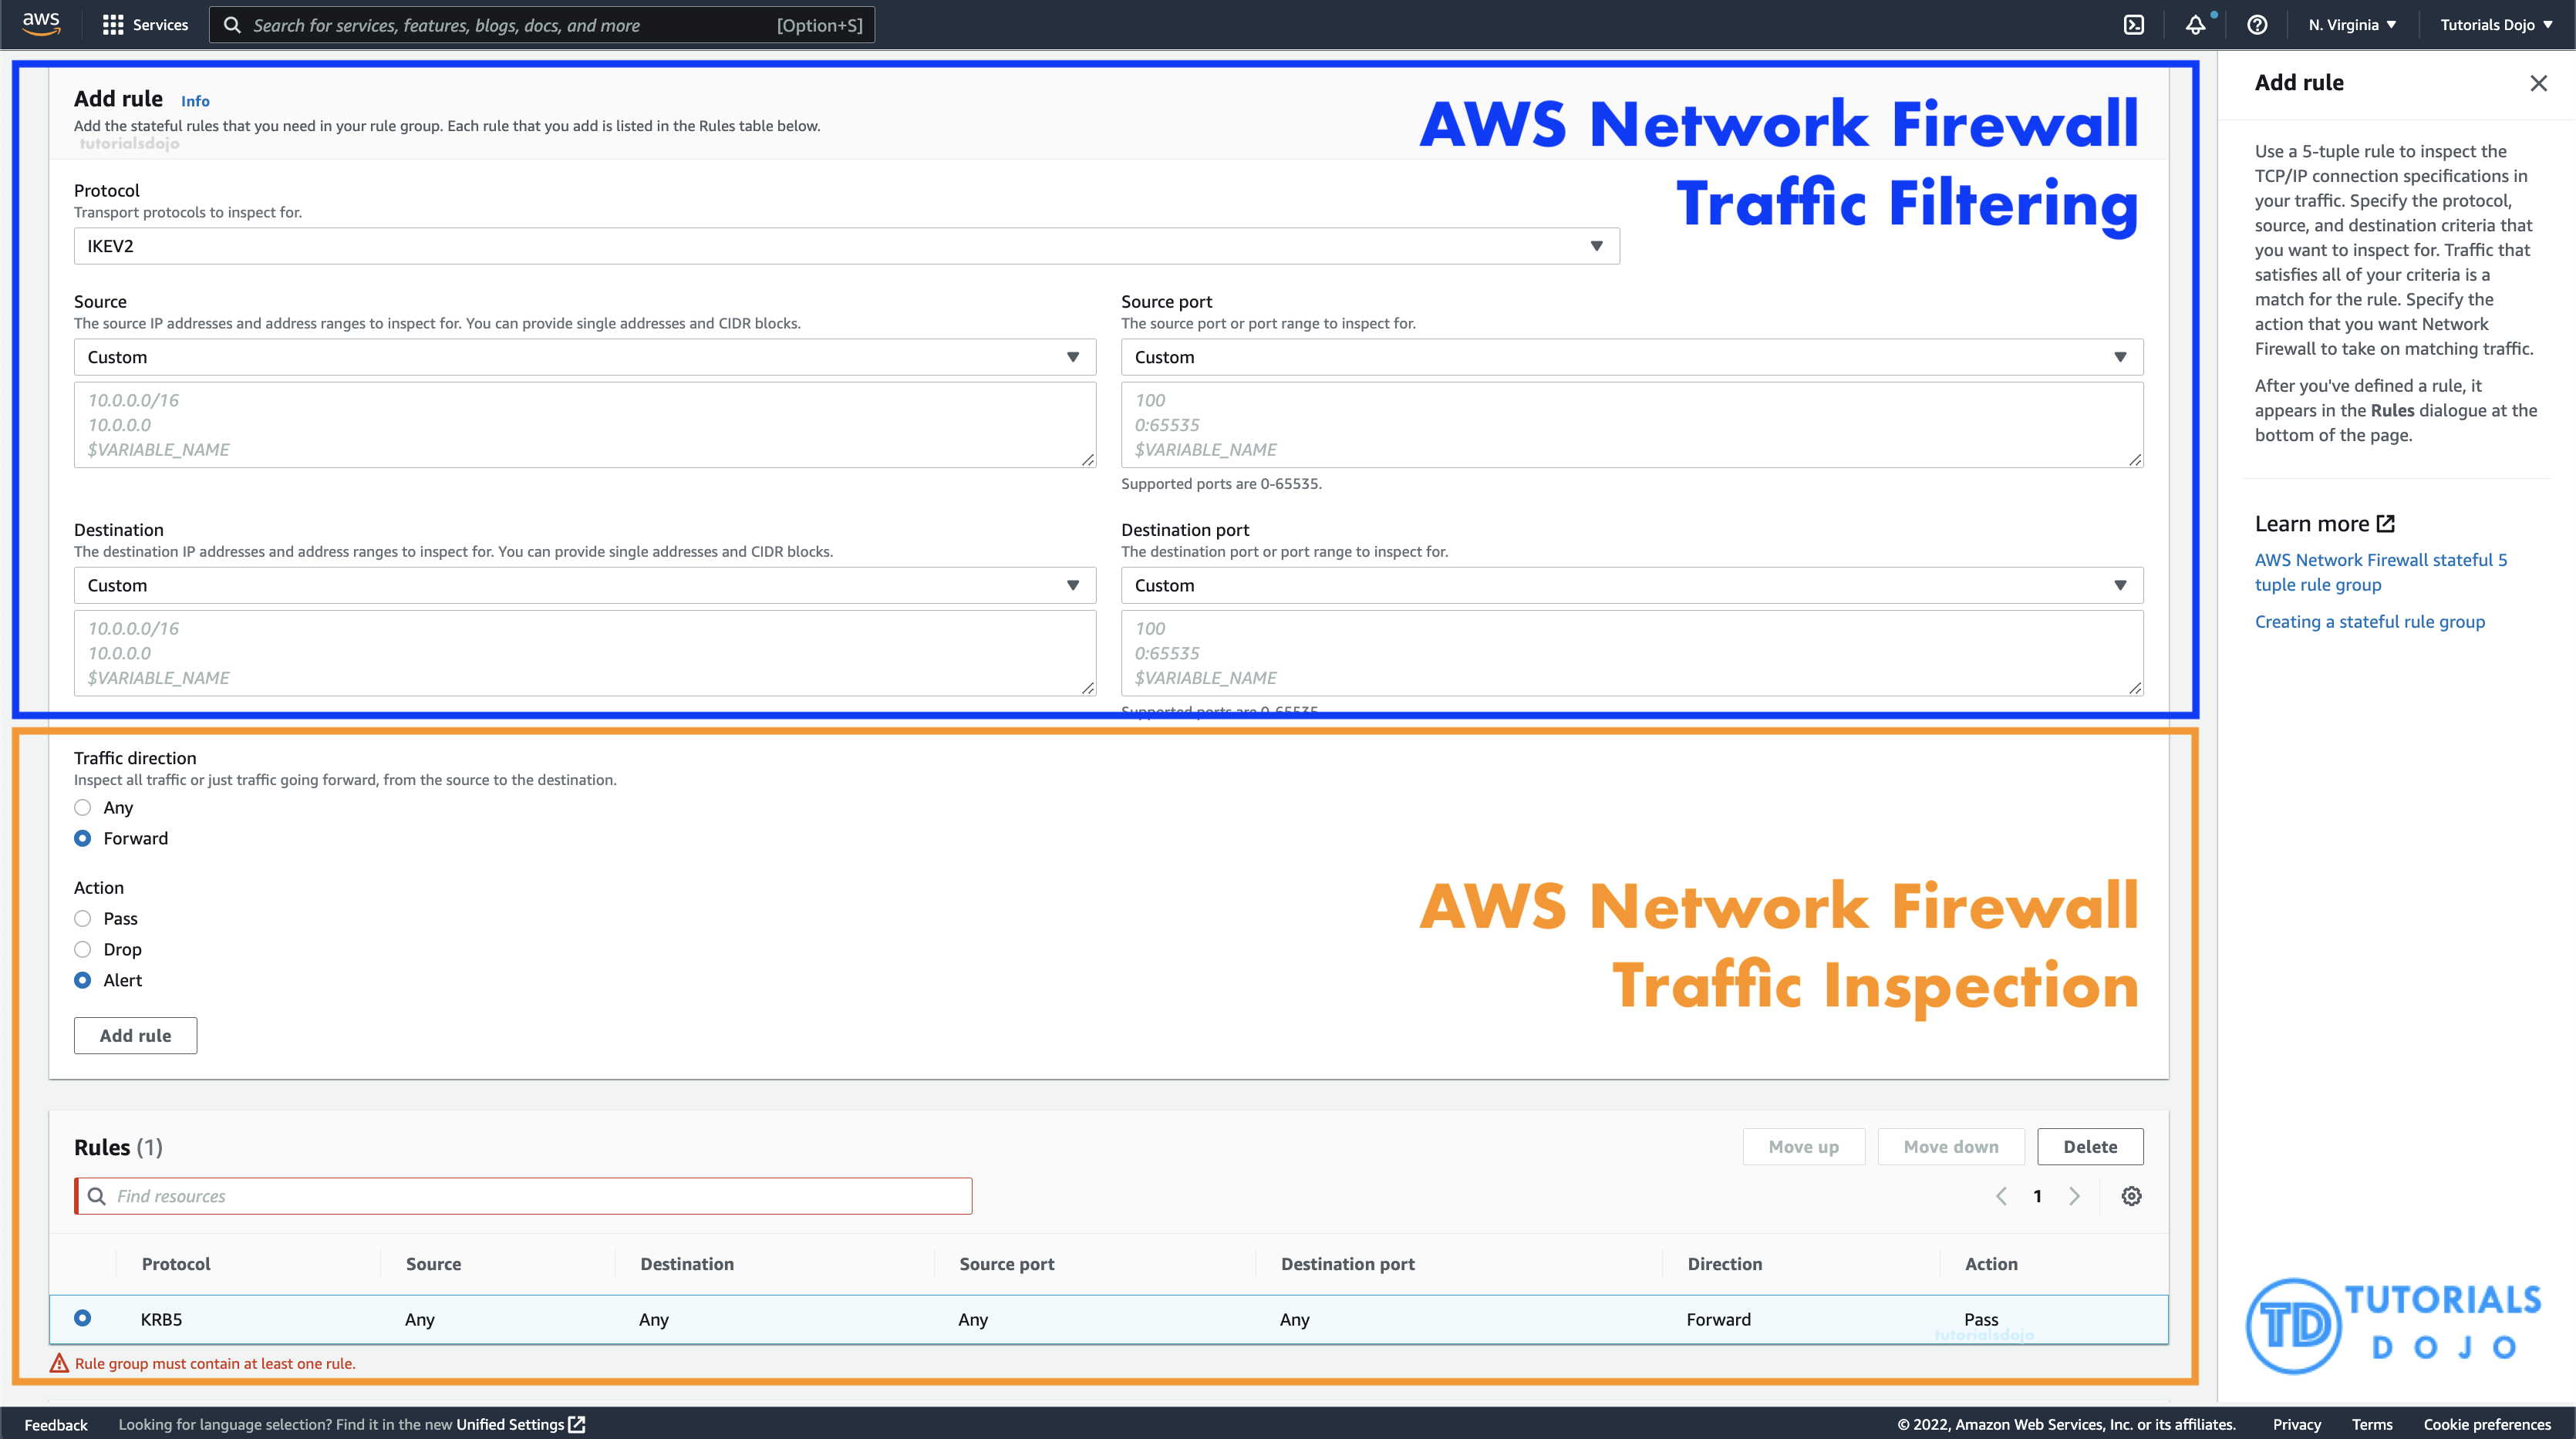 aws
Services
Search for services, features, blogs, docs, and more
[Option+S]
N. Virginia
Tutorials Dojo
Add rule Info
Add the stateful rules that you need in your rule group. Each rule that you add is listed in the Rules table below.
tutorialsdojo
AWS Network Firewall
Traffic Filtering
Protocol
Transport protocols to inspect for.
IKEV2
Source
The source IP addresses and address ranges to inspect for. You can provide single addresses and CIDR blocks.
Custom
10.0.0.0/16
10.0.0.0
$VARIABLE_NAME
Source port
The source port or port range to inspect for.
Custom
100
0:65535
$VARIABLE_NAME
Supported ports are 0-65535.
Destination
The destination IP addresses and address ranges to inspect for. You can provide single addresses and CIDR blocks.
Custom
10.0.0.0/16
10.0.0.0
$VARIABLE_NAME
Destination port
The destination port or port range to inspect for.
Custom
100
0:65535
$VARIABLE_NAME
Supported ports are 0-65535.
Traffic direction
Inspect all traffic or just traffic going forward, from the source to the destination.
Any
Forward
Action
Pass
Drop
Alert
Add rule
AWS Network Firewall
Traffic Inspection
Rules (1)
Move up
Move down
Delete
Find resources
1
Protocol Source Destination Source port Destination port Direction Action
KRB5 Any Any Any Any Forward Pass
tutorialsdojo
Rule group must contain at least one rule.
Add rule
Use a 5-tuple rule to inspect the
TCP/IP connection specifications in
your traffic. Specify the protocol,
source, and destination criteria that
you want to inspect for. Traffic that
satisfies all of your criteria is a
match for the rule. Specify the
action that you want Network
Firewall to take on matching traffic.
After you've defined a rule, it
appears in the Rules dialogue at the
bottom of the page.
Learn more
AWS Network Firewall stateful 5
tuple rule group
Creating a stateful rule group
TD
TUTORIALS
DOJO
Feedback
Looking for language selection? Find it in the new Unified Settings
© 2022, Amazon Web Services, Inc. or its affiliates.
Privacy
Terms
Cookie preferences